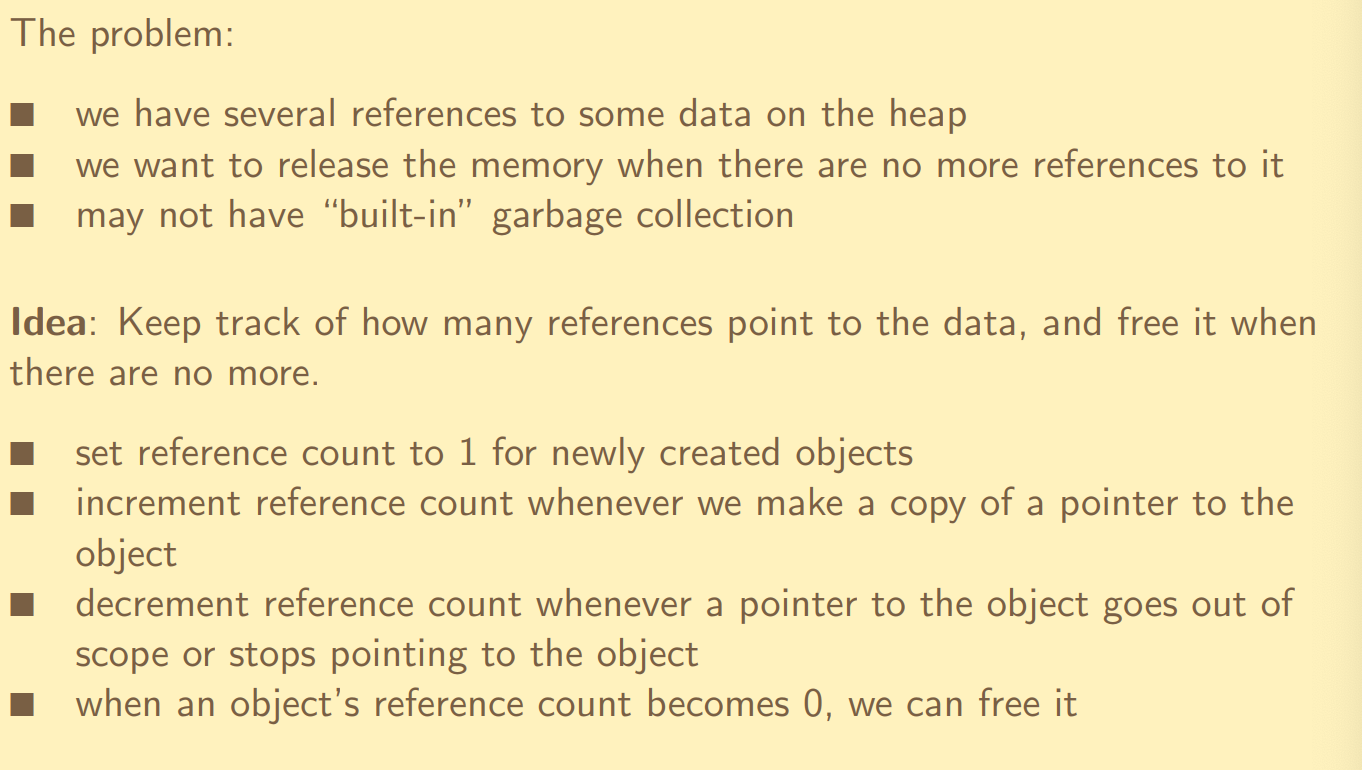 The problem:
■ we have several references to some data on the heap
■ we want to release the memory when there are no more references to it
■ may not have “built-in” garbage collection
Idea: Keep track of how many references point to the data, and free it when
there are no more.
■ set reference count to 1 for newly created objects
■ increment reference count whenever we make a copy of a pointer to the
object
■ decrement reference count whenever a pointer to the object goes out of
scope or stops pointing to the object
■ when an object’s reference count becomes 0, we can free it